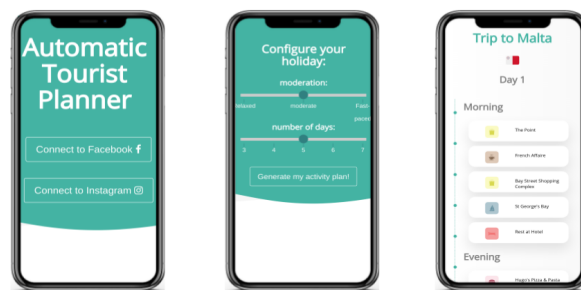 Automatic
Tourist
Planner
Connect to Facebook f
Connect to Instagram
Configure your
holiday:
moderation:
relaxed moderate Fast-
paced
number of days:
3 4 5 6 7
Generate my activity plan!
Trip to Malta
Day 1
Morning
The Point
French Affaire
Bay Street Shopping
Complex
St George's Bay
Rest at Hotel
Evening
Hugo's Pizza & Pasta